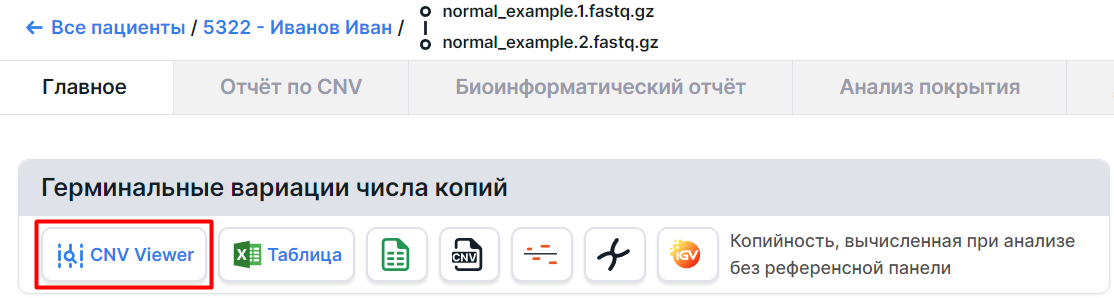 normal_example.1.fastq.gz
← Все пациенты / 5322 - Иванов Иван /
normal_example.2.fastq.gz
Главное Отчёт по CNV Биоинформатический отчёт Анализ покрытия
Герминальные вариации числа копий
CNV Viewer Таблица CNV IGV Копийность, вычисленная при анализе
без референсной панели